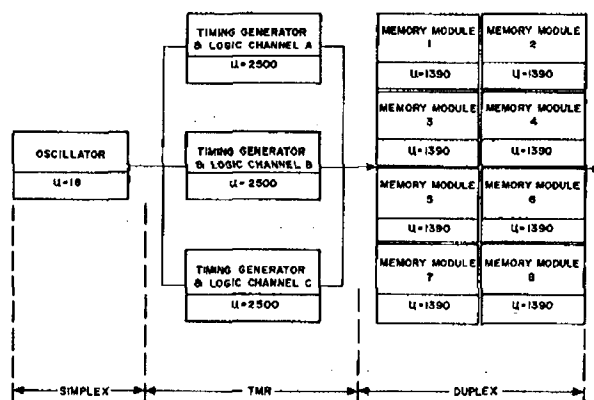 TIMING GENERATOR
& LOGIC CHANNEL A
u=2500
OSCILLATOR
u=18
TIMING GENERATOR
& LOGIC CHANNEL B
u=2500
TIMING GENERATOR
& LOGIC CHANNEL C
u=2500
MEMORY MODULE
1
u=1390
MEMORY MODULE
2
u=1390
MEMORY MODULE
3
u=1390
MEMORY MODULE
4
u=1390
MEMORY MODULE
5
u=1390
MEMORY MODULE
6
u=1390
MEMORY MODULE
7
u=1390
MEMORY MODULE
8
u=1390
SIMPLEX
TMR
DUPLEX